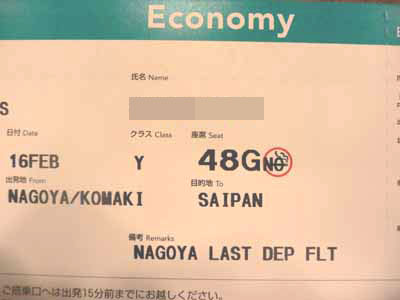 Economy
氏名 Name
S
日付 Date クラス Class 座席 Seat
16FEB Y 48G NO
出発地 From 目的地 To
NAGOYA/KOMAKI SAIPAN
備考 Remarks
NAGOYA LAST DEP FLT
ご搭乗口へは出発15分前までにお越しください。